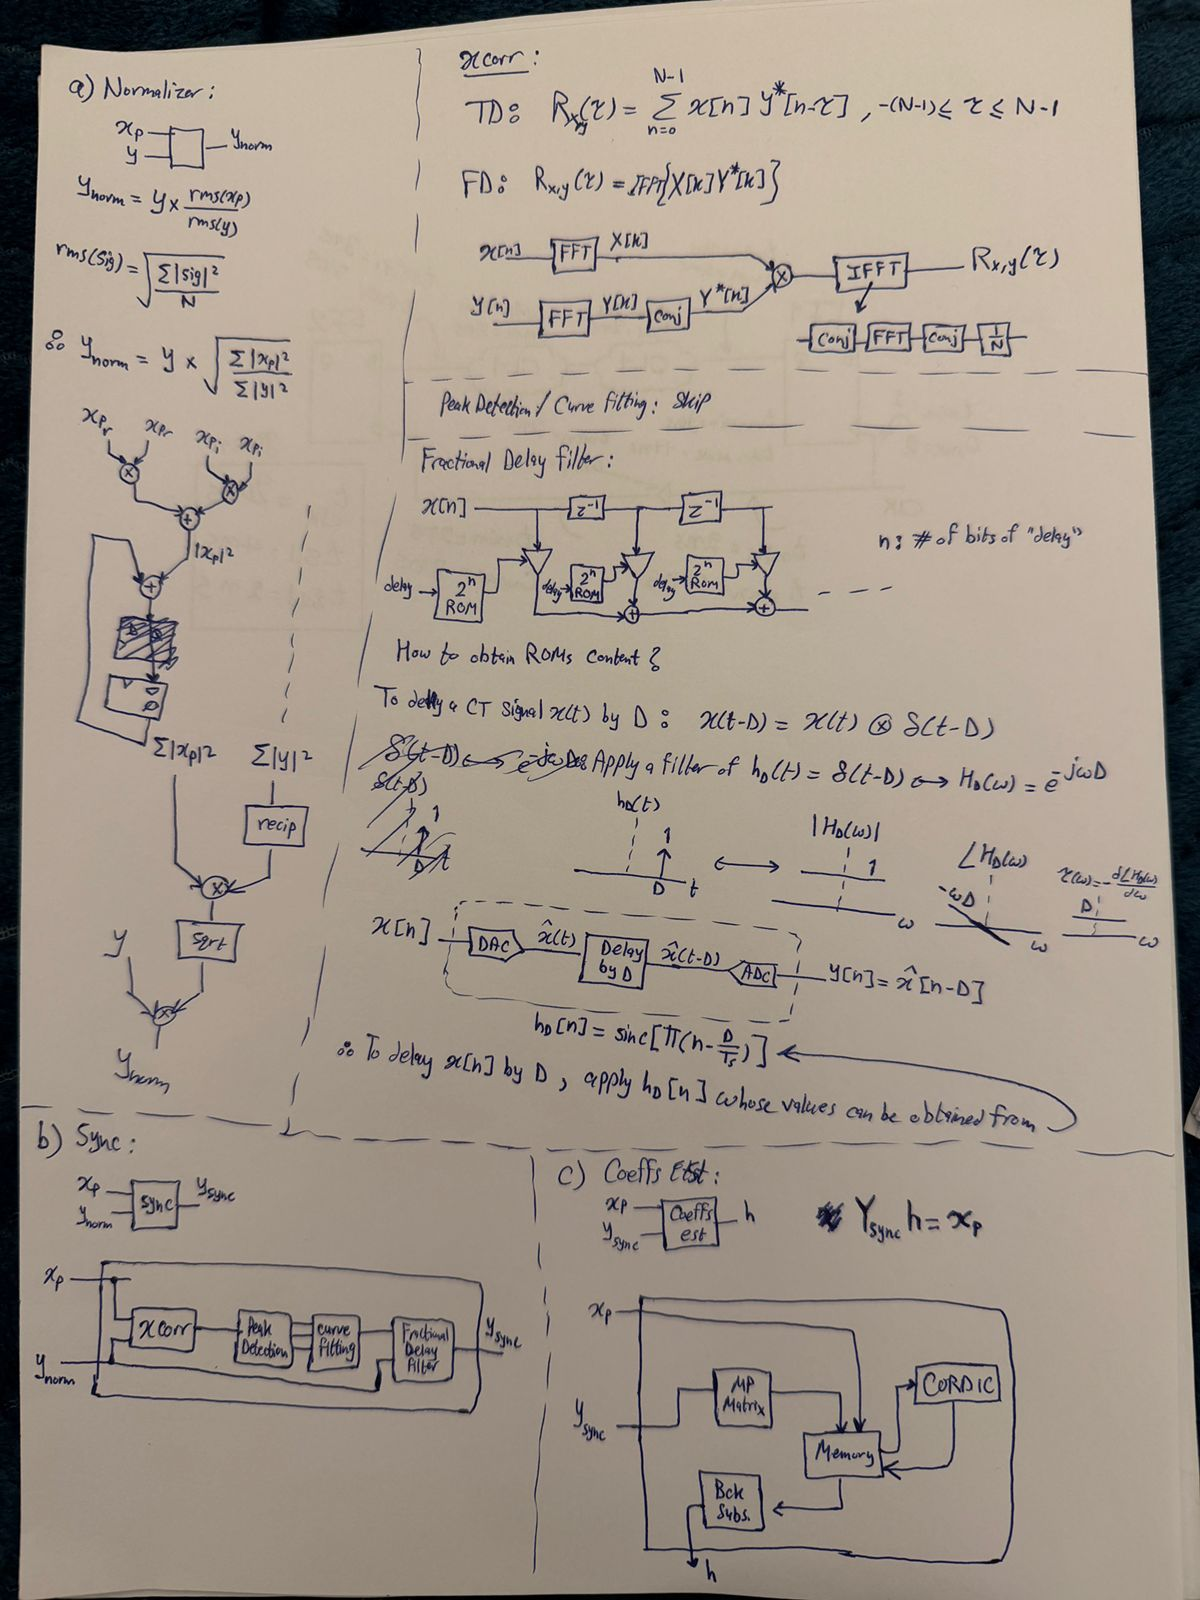 a) Normalizer:
xp
y
ynorm
ynorm = y × rms(xp) / rms(y)
rms(sig) = √(Σ|sig|² / N)
∴ ynorm = y × √(Σ|xp|² / Σ|y|²)
xpr xpr xpi xpi
× ×
+
|xp|²
+
Σ|xp|² Σ|y|²
recip
×
sqrt
y
×
ynorm
xcorr:
TD: Rx,y(τ) = Σ n=0 N-1 x[n] y*[n-τ] , -(N-1) ≤ τ ≤ N-1
FD: Rx,y(τ) = IFFT{X[k] Y*[k]}
x[n] FFT X[k] × IFFT Rx,y(τ)
y[n] FFT Y[k] conj Y*[k]
conj FFT conj 1/N
Peak Detection / Curve fitting: Skip
Fractional Delay filter:
x[n] z⁻¹ z⁻¹
n: # of bits of "delay"
delay 2ⁿ ROM delay 2ⁿ ROM delay 2ⁿ ROM
+ +
How to obtain ROMs content?
To delay a CT signal x(t) by D: x(t-D) = x(t) ⊗ δ(t-D)
Apply a filter of hD(t) = δ(t-D) ↔ HD(ω) = e^-jωD
hD(t) 1 D t
|HD(ω)| 1 ω
∠HD(ω) -ωD ω
τ(ω) = -d∠HD(ω)/dω D ω
x[n] DAC x̂(t) Delay by D x̂(t-D) ADC y[n] = x̂[n-D]
hD[n] = sinc[π(n - D/Ts)]
∴ To delay x[n] by D, apply hD[n] whose values can be obtained from
b) Sync:
xp
ynorm
sync
ysync
xp
xcorr
Peak Detection
curve fitting
Fractional Delay filter
ysync
ynorm
c) Coeffs Est:
xp
ysync
Coeffs est
h
Ysync h = xp
xp
MP Matrix
CORDIC
ysync
Memory
Bck Subs.
h